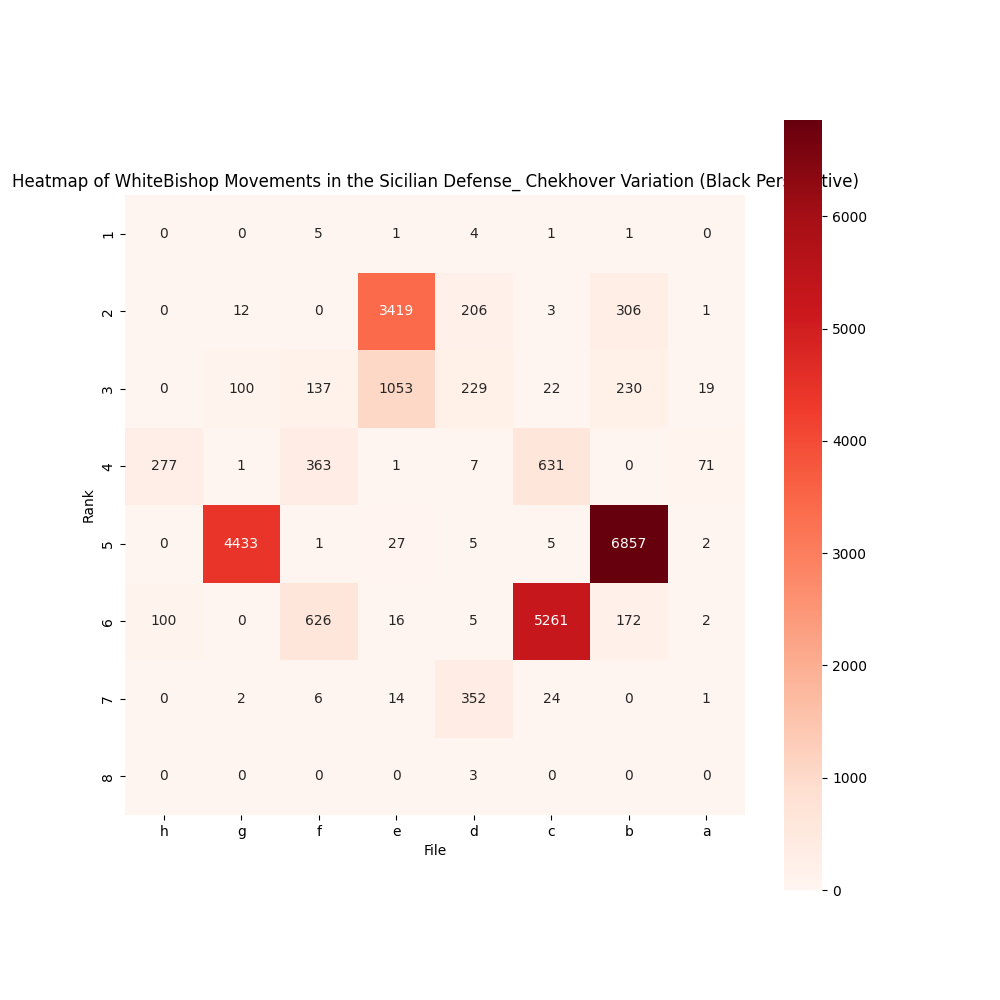 Heatmap of WhiteBishop Movements in the Sicilian Defense_ Chekhover Variation (Black Per tive)
1 0 0 5 1 4 1 1 0
2 0 12 0 3419 206 3 306 1
3 0 100 137 1053 229 22 230 19
4 277 1 363 1 7 631 0 71
Rank
5 0 4433 1 27 5 5 6857 2
6 100 0 626 16 5 5261 172 2
7 0 2 6 14 352 24 0 1
8 0 0 0 0 3 0 0 0
h g f e d c b a
File
6000
5000
4000
3000
2000
1000
0